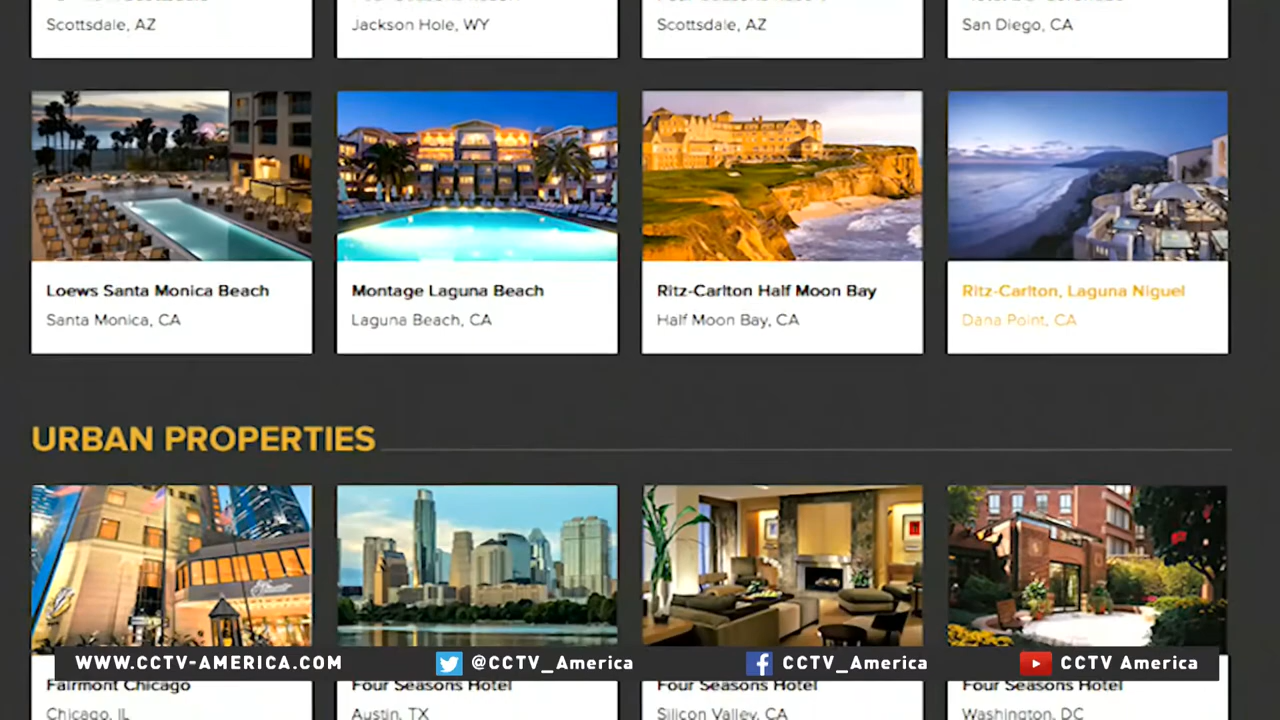 Scottsdale, AZ
Jackson Hole, WY
Scottsdale, AZ
San Diego, CA
Loews Santa Monica Beach
Santa Monica, CA
Montage Laguna Beach
Laguna Beach, CA
Ritz-Carlton Half Moon Bay
Half Moon Bay, CA
Ritz-Carlton, Laguna Niguel
Dana Point, CA
URBAN PROPERTIES
WWW.CCTV-AMERICA.COM
@CCTV_America
CCTV_America
CCTV America
Fairmont Chicago
Chicago, IL
Four Seasons Hotel
Austin, TX
Four Seasons Hotel
Silicon Valley, CA
Four Seasons Hotel
Washington, DC